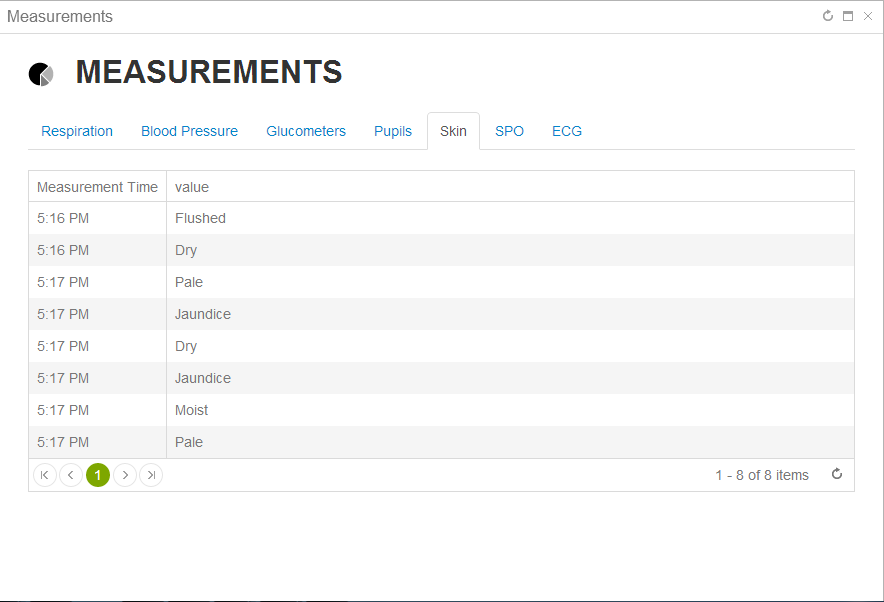 Measurements
MEASUREMENTS
Respiration Blood Pressure Glucometers Pupils Skin SPO ECG
Measurement Time value
5:16 PM Flushed
5:16 PM Dry
5:17 PM Pale
5:17 PM Jaundice
5:17 PM Dry
5:17 PM Jaundice
5:17 PM Moist
5:17 PM Pale
1 1 - 8 of 8 items